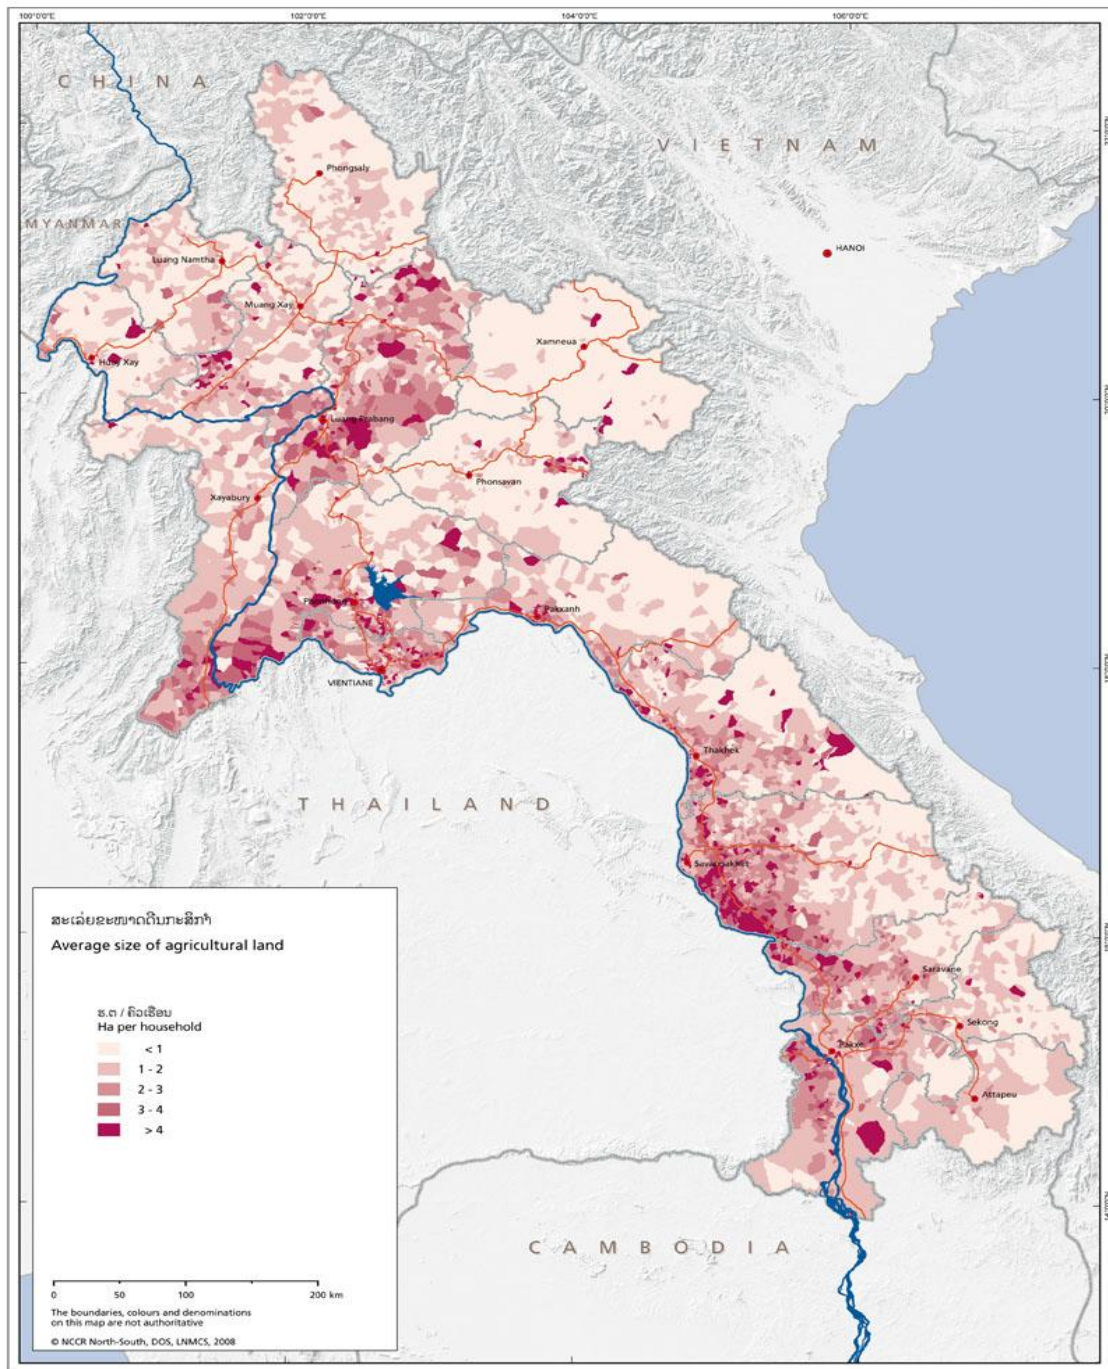 100°0'0"E 102°0'0"E 104°0'0"E 106°0'0"E
CHINA
VIETNAM
Phongsaly
MYANMAR
HANOI
Luang Namtha
Muang Xay
Xamneua
Huay Xay
Luang Prabang
Phonsavan
Xayabury
Pakxanh
VIENTIANE
Thakhek
THAILAND
Savannakhet
ສະເລ່ຍຂະໜາດດິນກະສິກຳ
Average size of agricultural land
Saravane
ຮ.ຕ / ຄົວເຮືອນ
Ha per household
Sekong
< 1
Pakxe
1 - 2
2 - 3
Attapeu
3 - 4
> 4
CAMBODIA
0 50 100 200 km
The boundaries, colours and denominations
on this map are not authoritative
© NCCR North-South, DOS, LNMCS, 2008